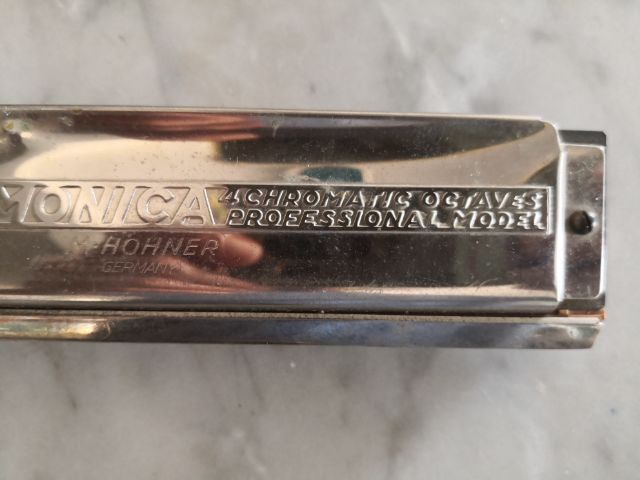 MONICA
4 CHROMATIC OCTAVES
PROFESSIONAL MODEL
M. HOHNER
GERMANY